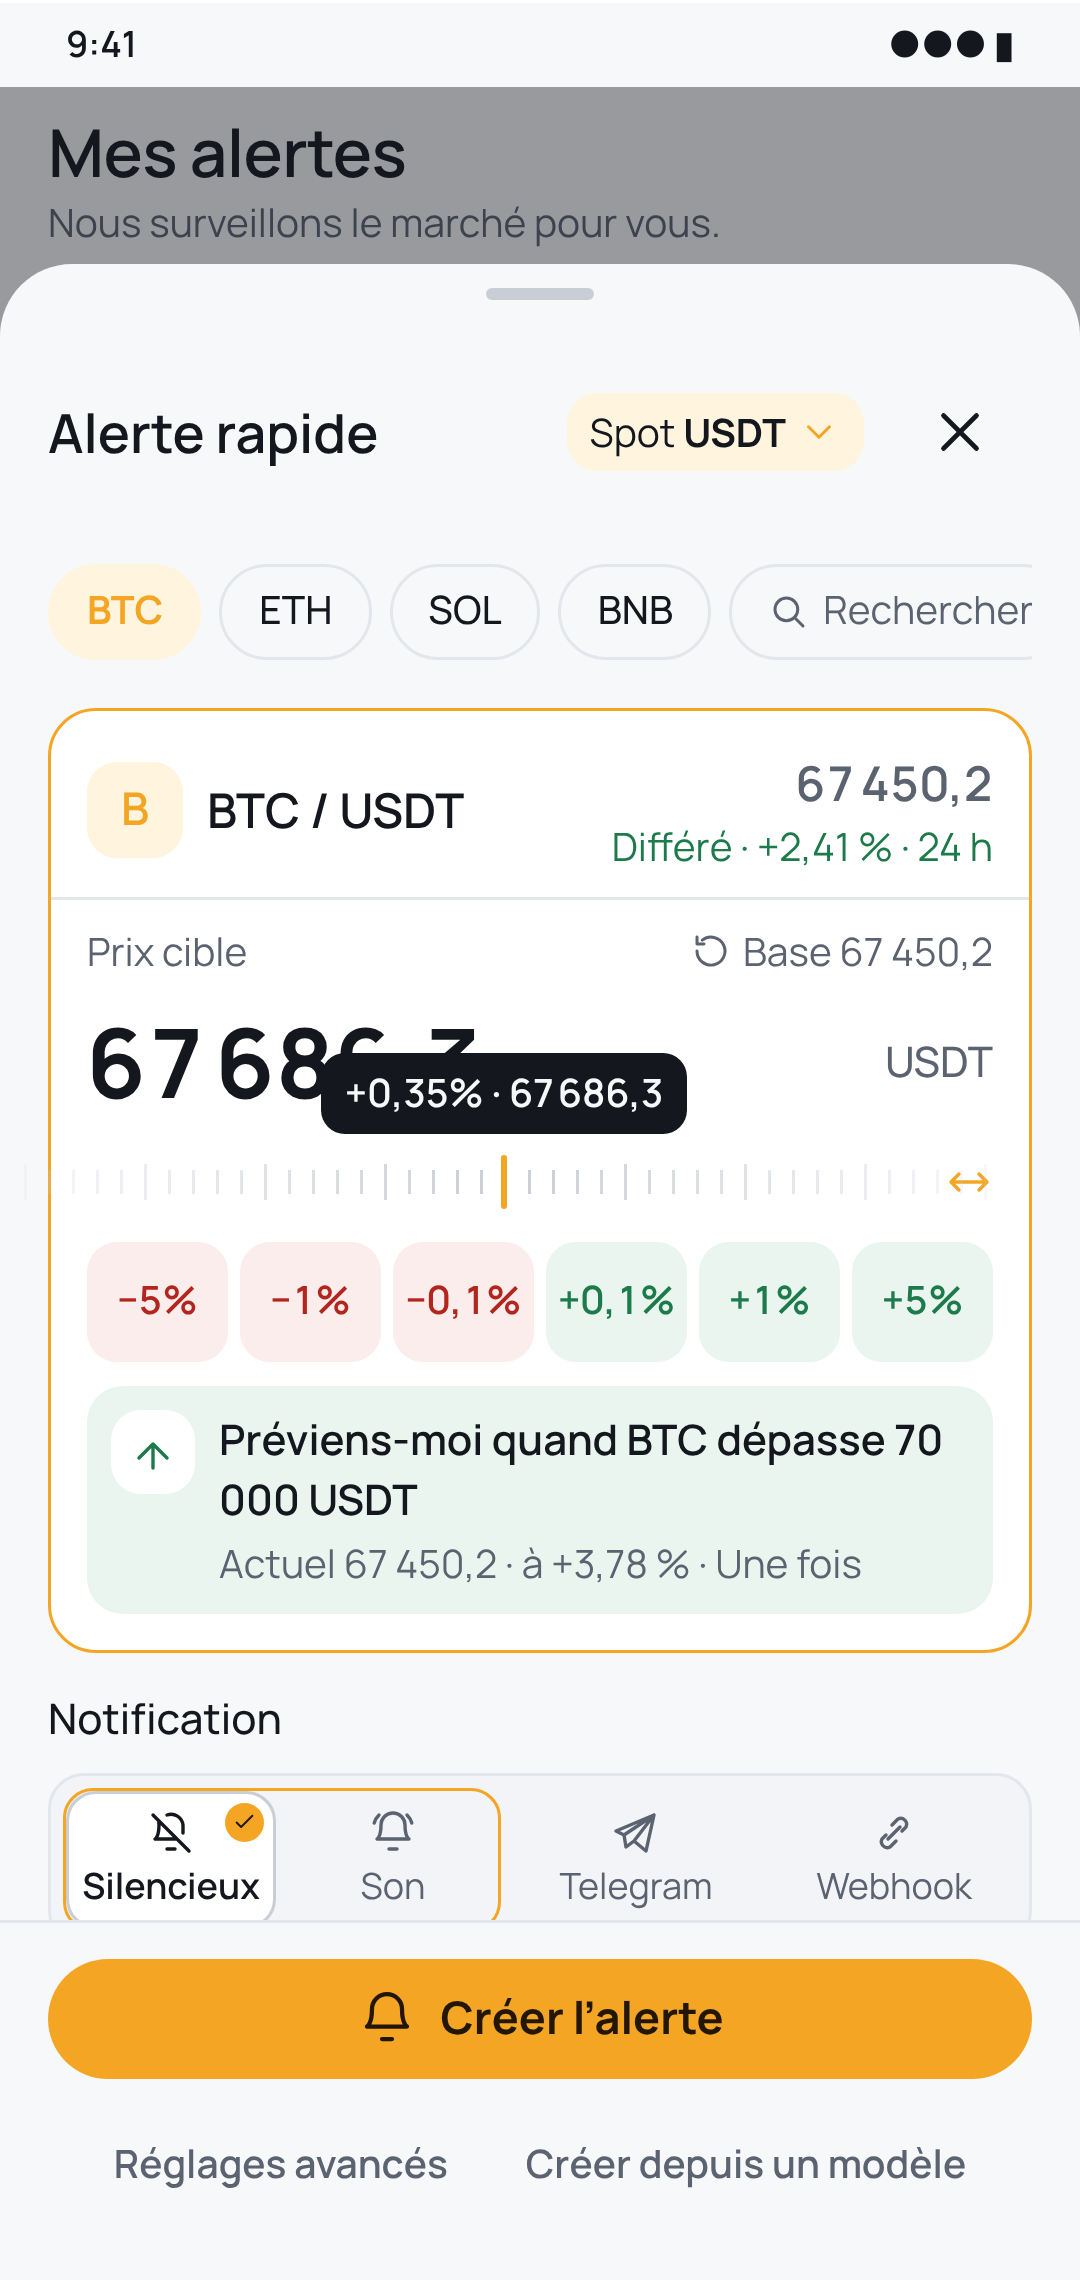 9:41
Mes alertes
Nous surveillons le marché pour vous.
Alerte rapide
Spot USDT
BTC
ETH
SOL
BNB
Rechercher
B
BTC / USDT
67 450,2
Différé · +2,41 % · 24 h
Prix cible
Base 67 450,2
67 686,3
USDT
+0,35% · 67 686,3
−5%
−1%
−0,1%
+0,1%
+1%
+5%
Préviens-moi quand BTC dépasse 70
000 USDT
Actuel 67 450,2 · à +3,78 % · Une fois
Notification
Silencieux
Son
Telegram
Webhook
Créer l’alerte
Réglages avancés
Créer depuis un modèle